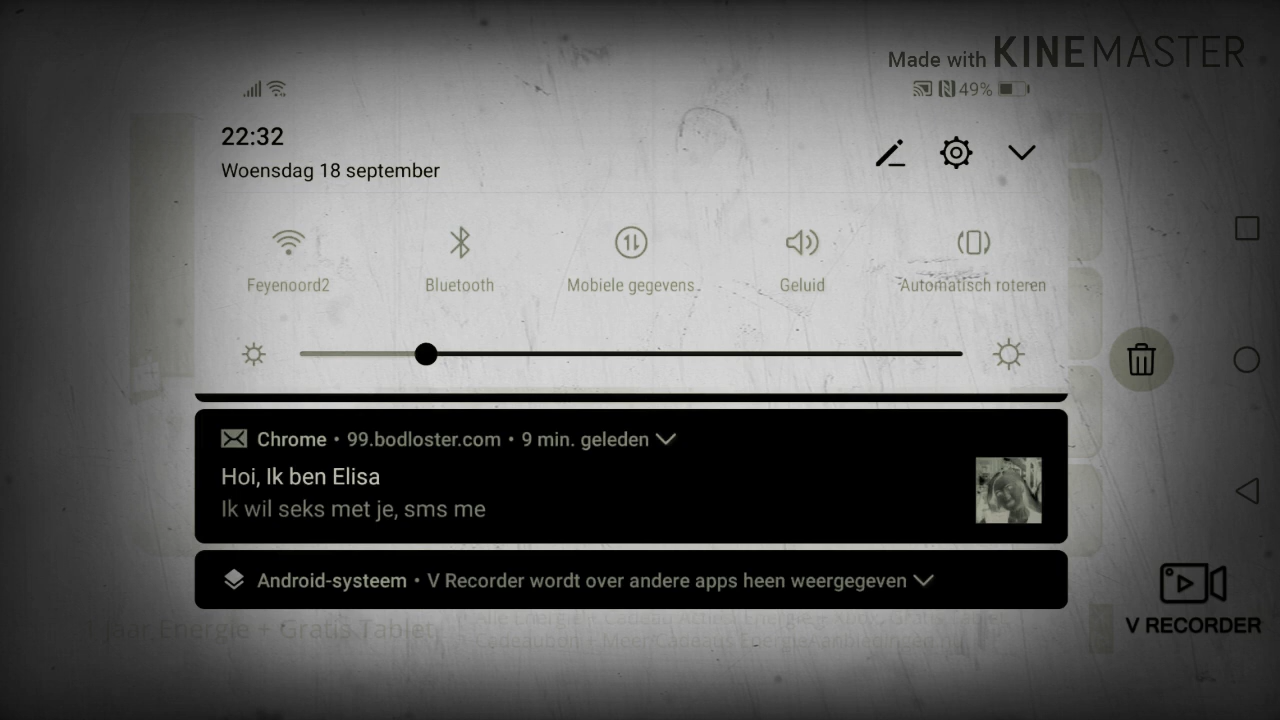 Made with KINEMASTER
49%
22:32
Woensdag 18 september
Feyenoord2
Bluetooth
Mobiele gegevens
Geluid
Automatisch roteren
Chrome • 99.bodloster.com • 9 min. geleden
Hoi, Ik ben Elisa
Ik wil seks met je, sms me
Android-systeem • V Recorder wordt over andere apps heen weergegeven
V RECORDER
1 jaar Energie + Gratis Tablet